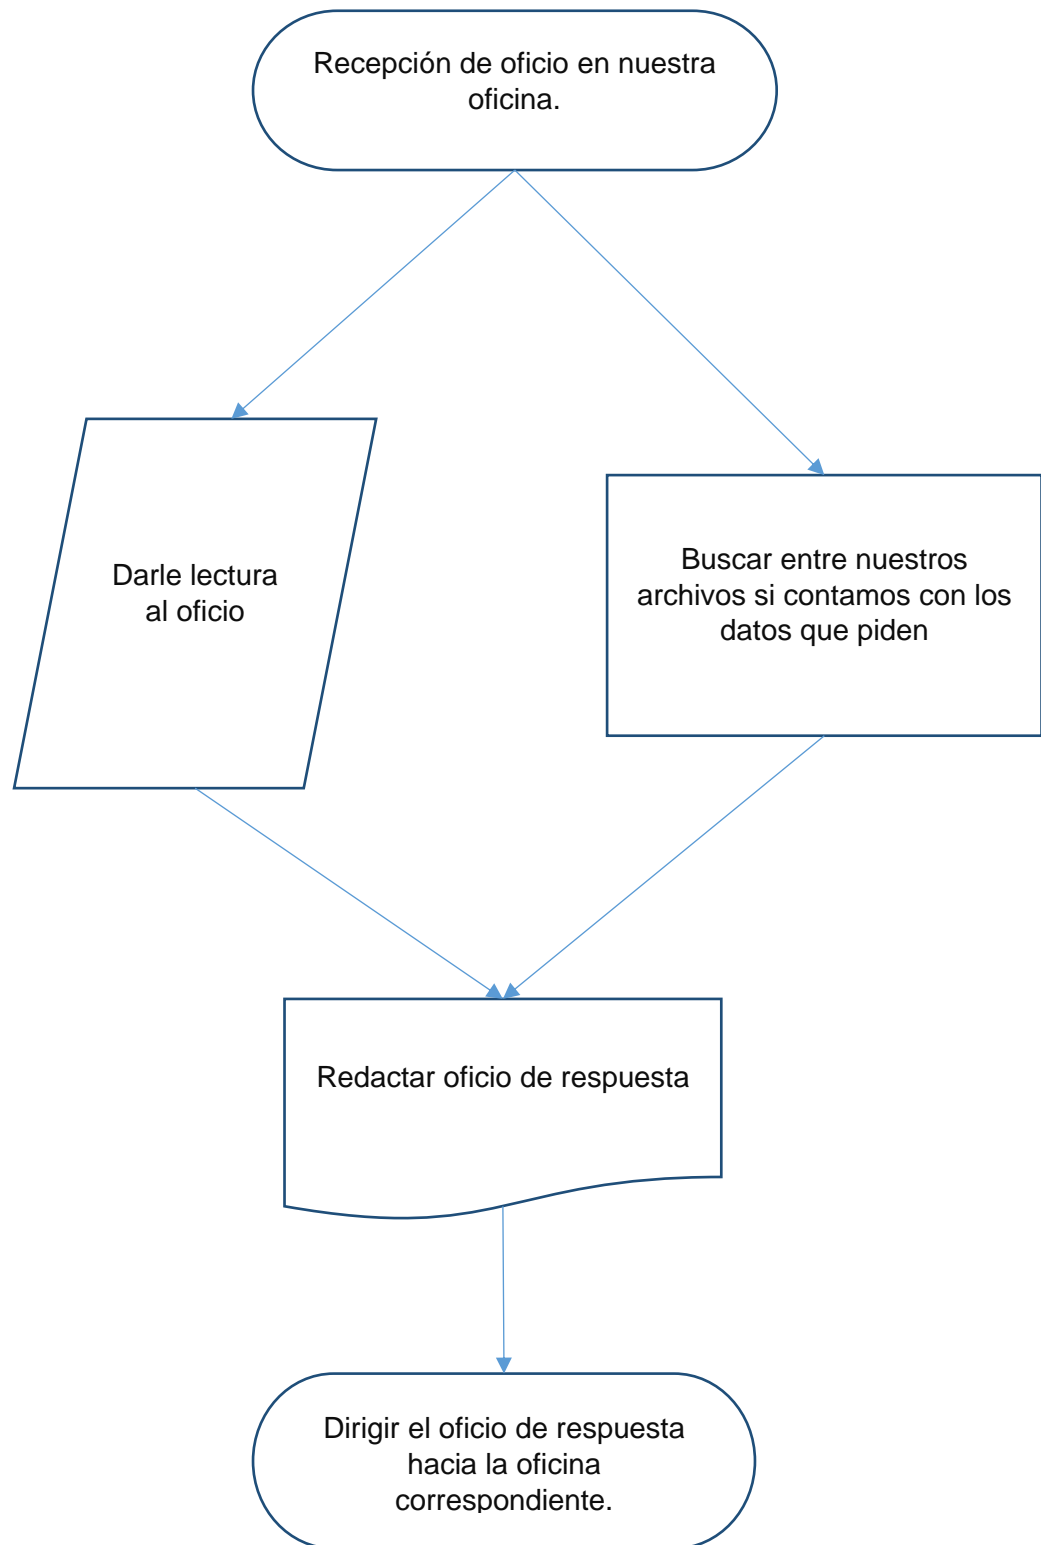 Recepción de oficio en nuestra
oficina.
Darle lectura
al oficio
Buscar entre nuestros
archivos si contamos con los
datos que piden
Redactar oficio de respuesta
Dirigir el oficio de respuesta
hacia la oficina
correspondiente.